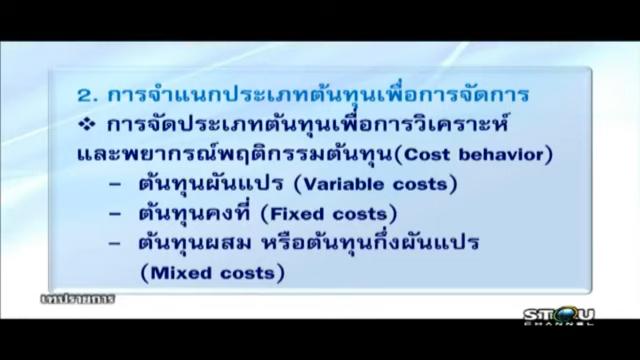 2. การจำแนกประเภทต้นทุนเพื่อการจัดการ
❖ การจัดประเภทต้นทุนเพื่อการวิเคราะห์
และพยากรณ์พฤติกรรมต้นทุน(Cost behavior)
– ต้นทุนผันแปร (Variable costs)
– ต้นทุนคงที่ (Fixed costs)
– ต้นทุนผสม หรือต้นทุนกึ่งผันแปร
(Mixed costs)
เทปรายการ
STOU
CHANNEL